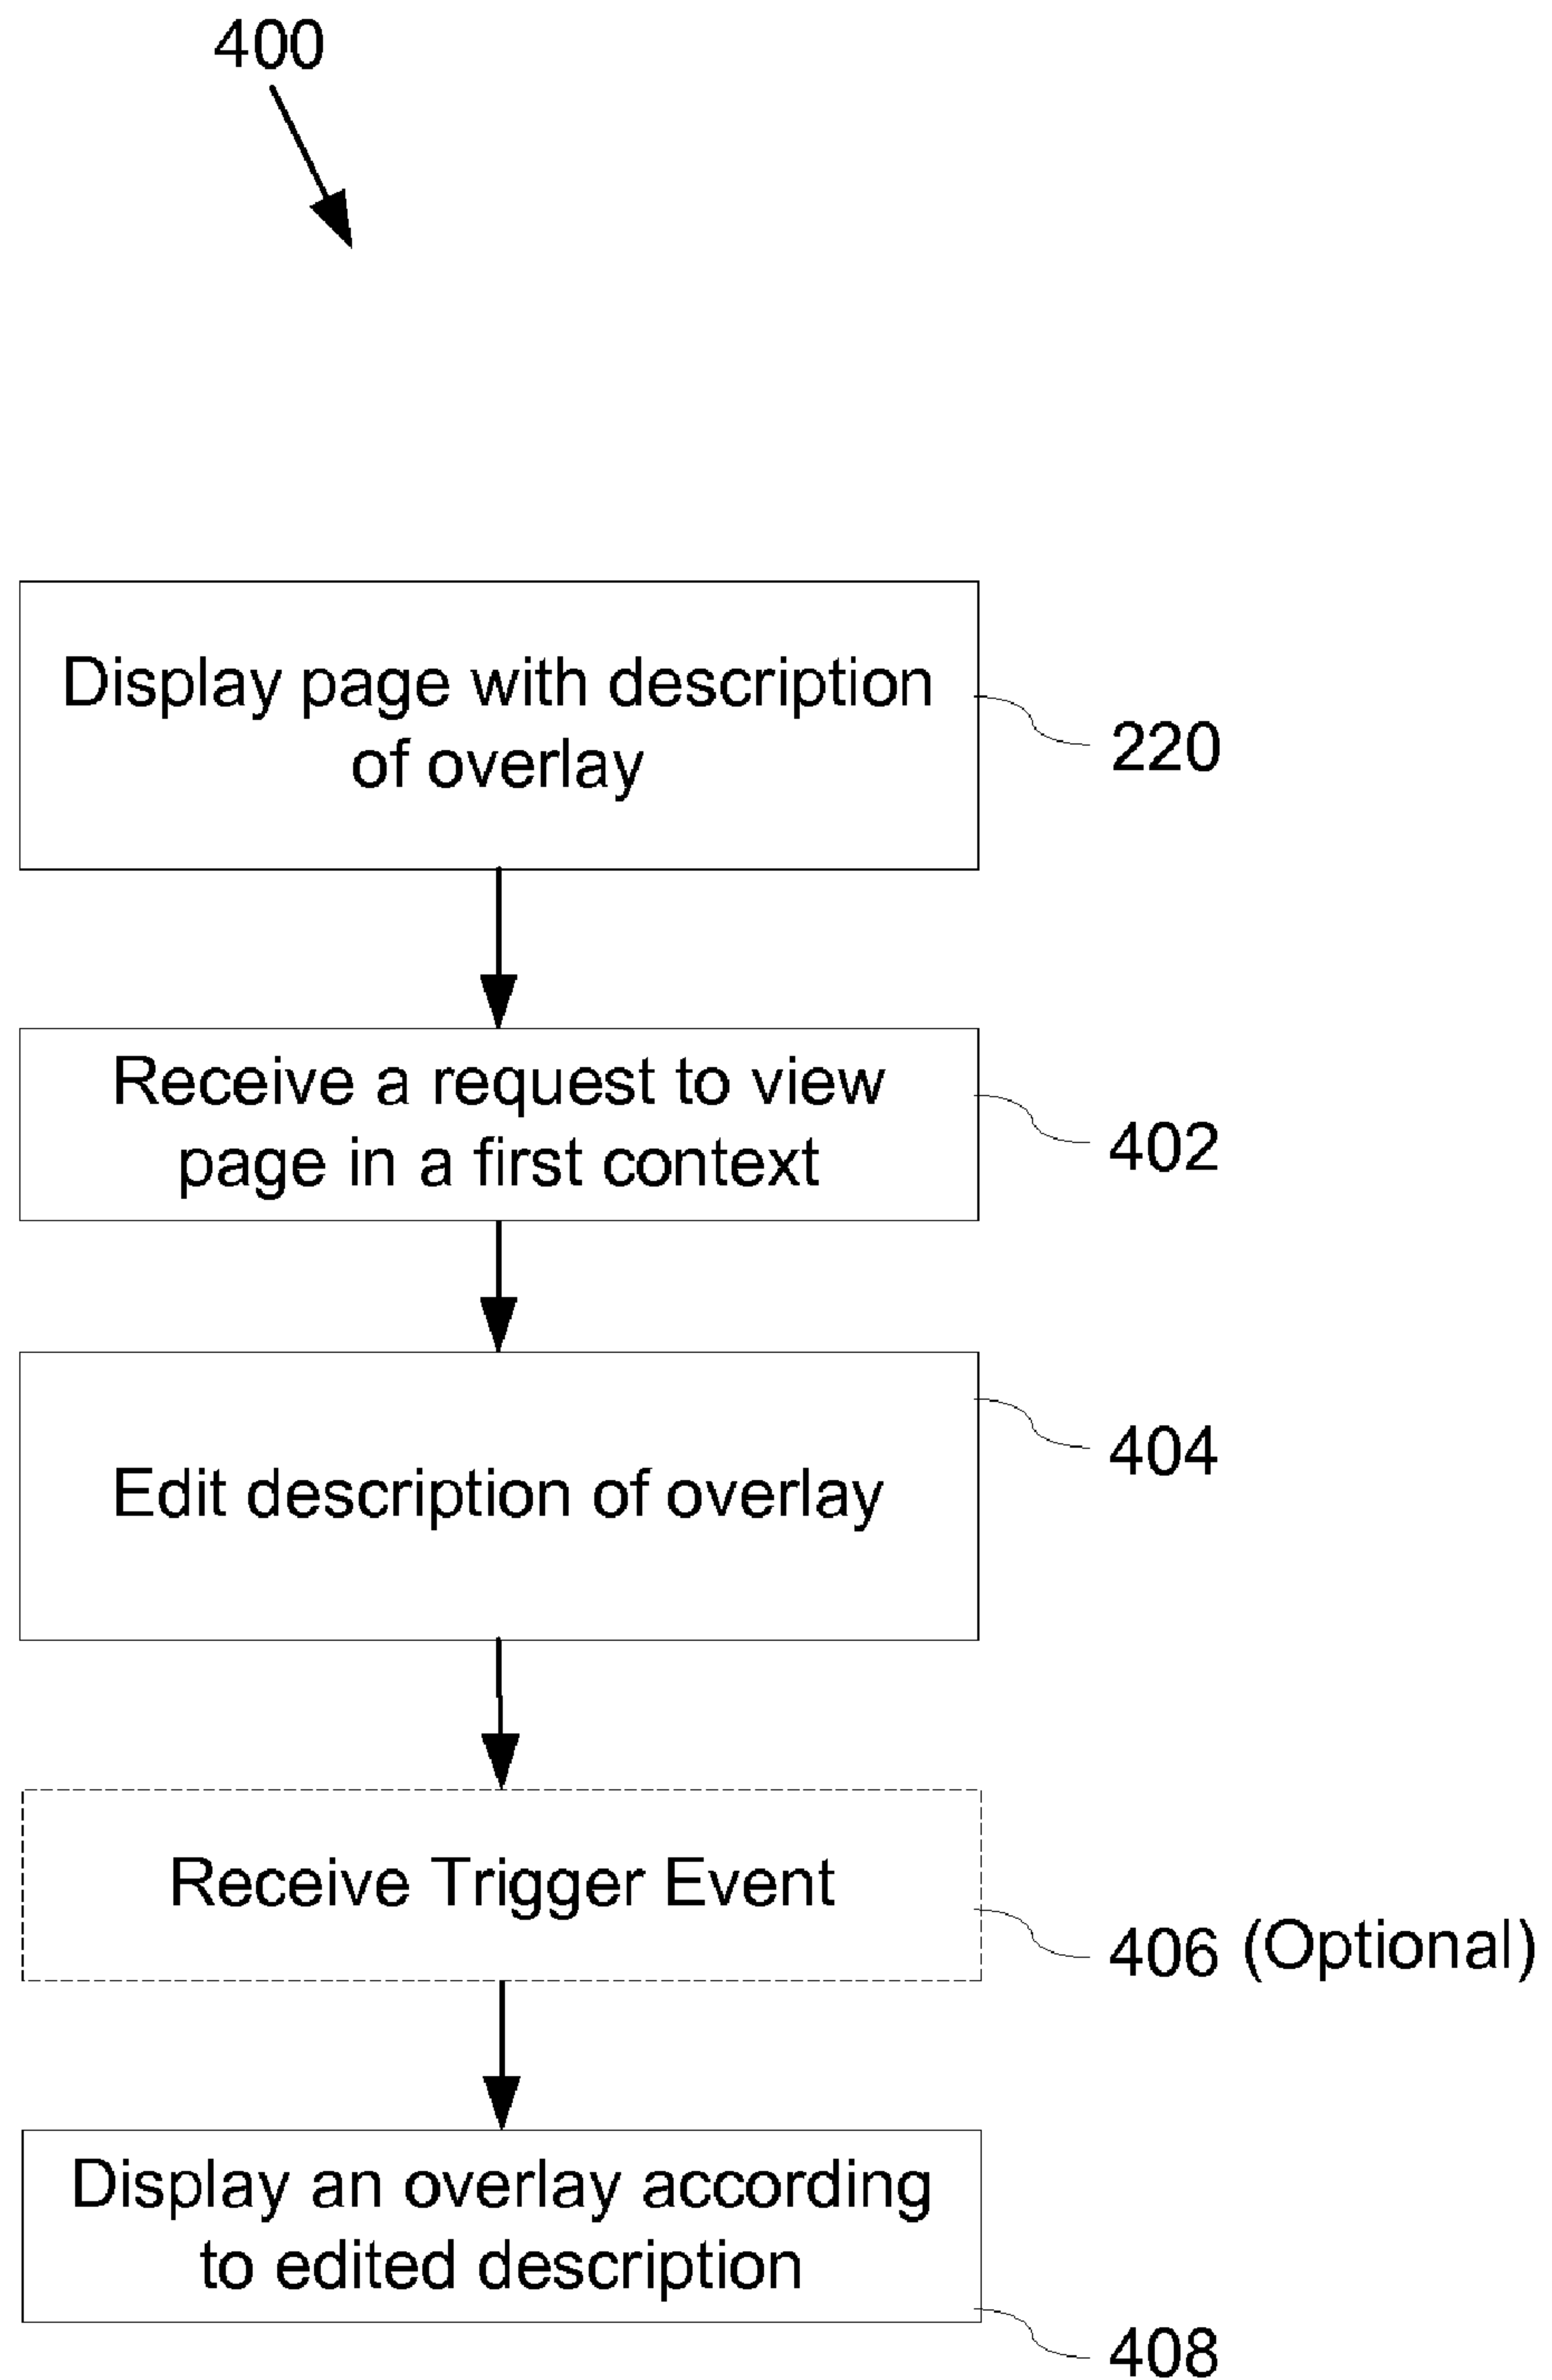 400
Display page with description
of overlay
220
Receive a request to view
page in a first context
402
Edit description of overlay
404
Receive Trigger Event
406 (Optional)
Display an overlay according
to edited description
408